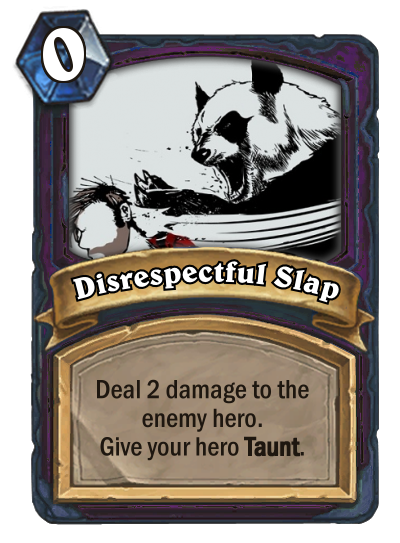 0
Disrespectful Slap
Deal 2 damage to the
enemy hero.
Give your hero Taunt.